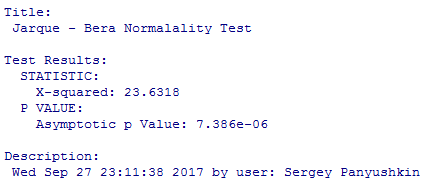 Title:
Jarque - Bera Normalality Test
Test Results:
STATISTIC:
X-squared: 23.6318
P VALUE:
Asymptotic p Value: 7.386e-06
Description:
Wed Sep 27 23:11:38 2017 by user: Sergey Panyushkin